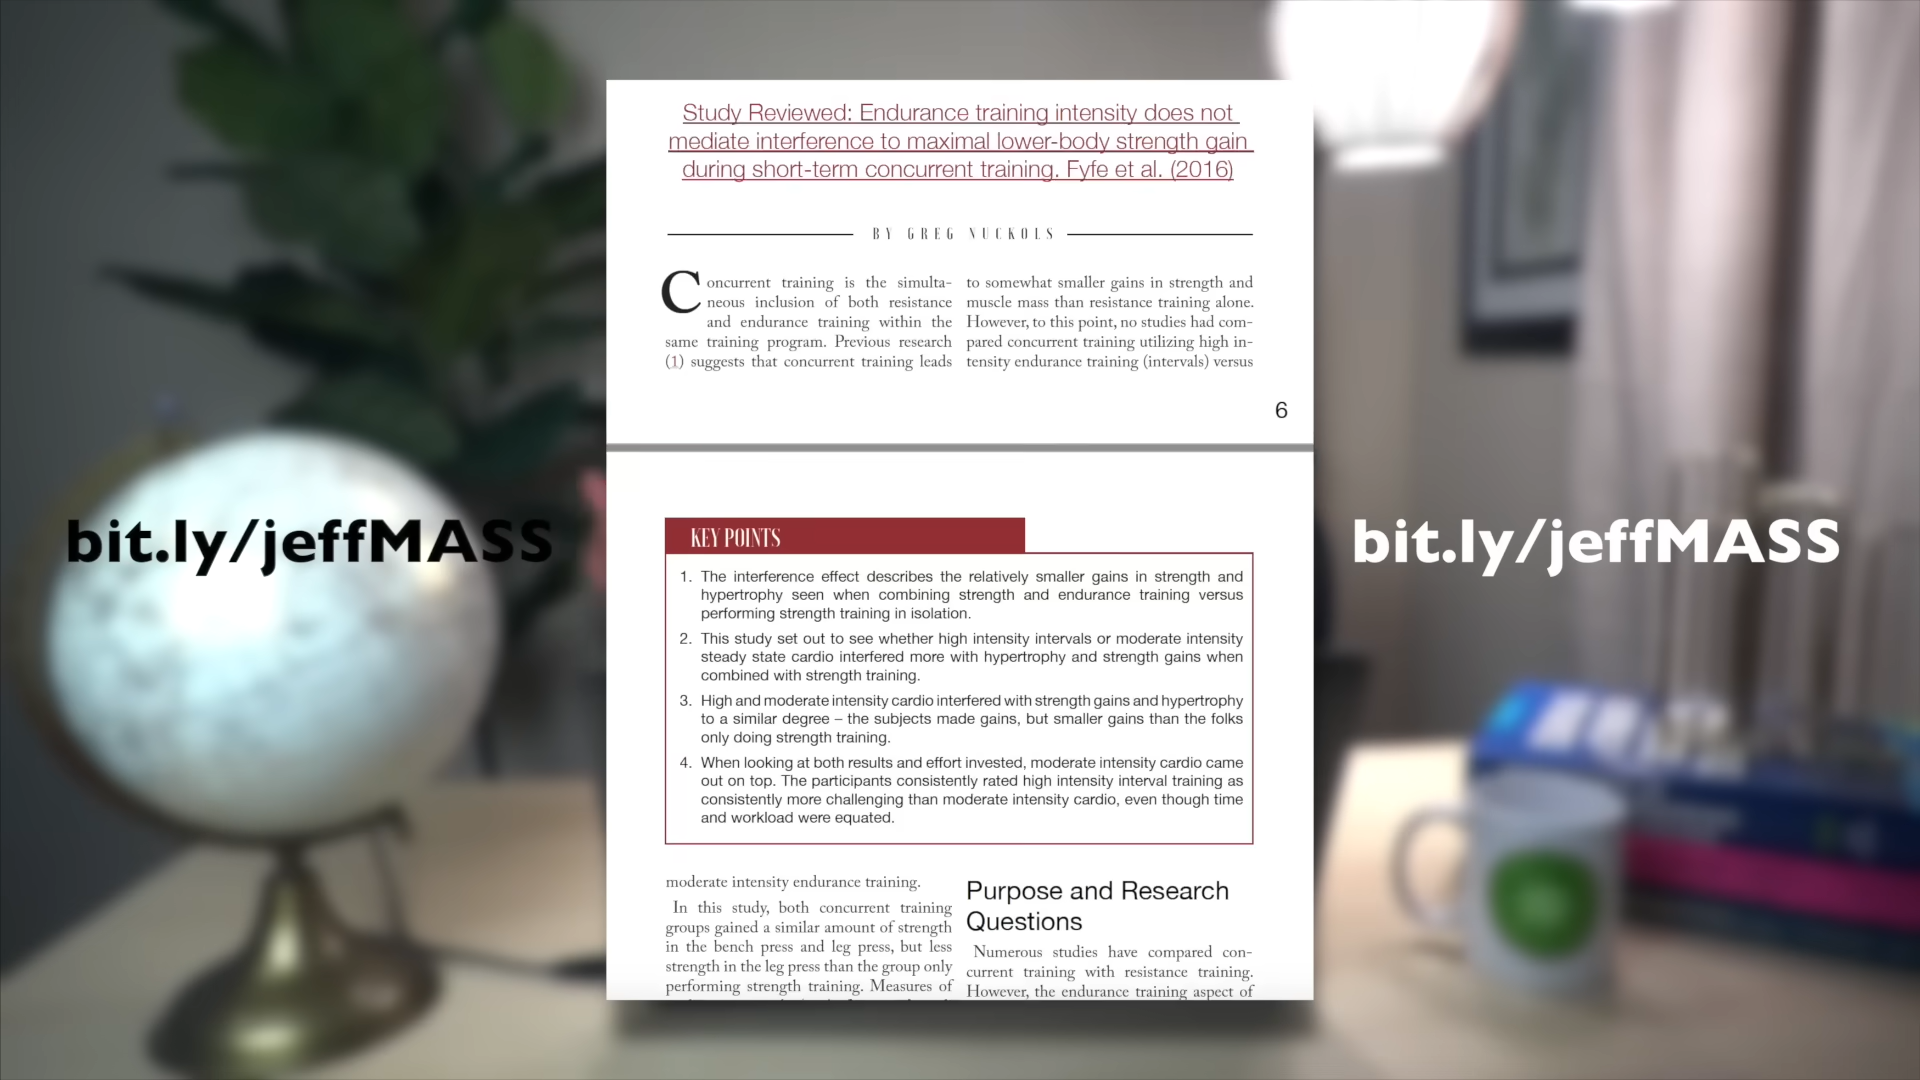 Study Reviewed: Endurance training intensity does not
mediate interference to maximal lower-body strength gain
during short-term concurrent training. Fyfe et al. (2016)
BY GREG NUCKOLS
Concurrent training is the simulta-
neous inclusion of both resistance
and endurance training within the
same training program. Previous research
(1) suggests that concurrent training leads
to somewhat smaller gains in strength and
muscle mass than resistance training alone.
However, to this point, no studies had com-
pared concurrent training utilizing high in-
tensity endurance training (intervals) versus
6
bit.ly/jeffMASS
bit.ly/jeffMASS
KEY POINTS
1. The interference effect describes the relatively smaller gains in strength and
hypertrophy seen when combining strength and endurance training versus
performing strength training in isolation.
2. This study set out to see whether high intensity intervals or moderate intensity
steady state cardio interfered more with hypertrophy and strength gains when
combined with strength training.
3. High and moderate intensity cardio interfered with strength gains and hypertrophy
to a similar degree – the subjects made gains, but smaller gains than the folks
only doing strength training.
4. When looking at both results and effort invested, moderate intensity cardio came
out on top. The participants consistently rated high intensity interval training as
consistently more challenging than moderate intensity cardio, even though time
and workload were equated.
moderate intensity endurance training.
In this study, both concurrent training
groups gained a similar amount of strength
in the bench press and leg press, but less
strength in the leg press than the group only
performing strength training. Measures of
Purpose and Research
Questions
Numerous studies have compared con-
current training with resistance training.
However, the endurance training aspect of